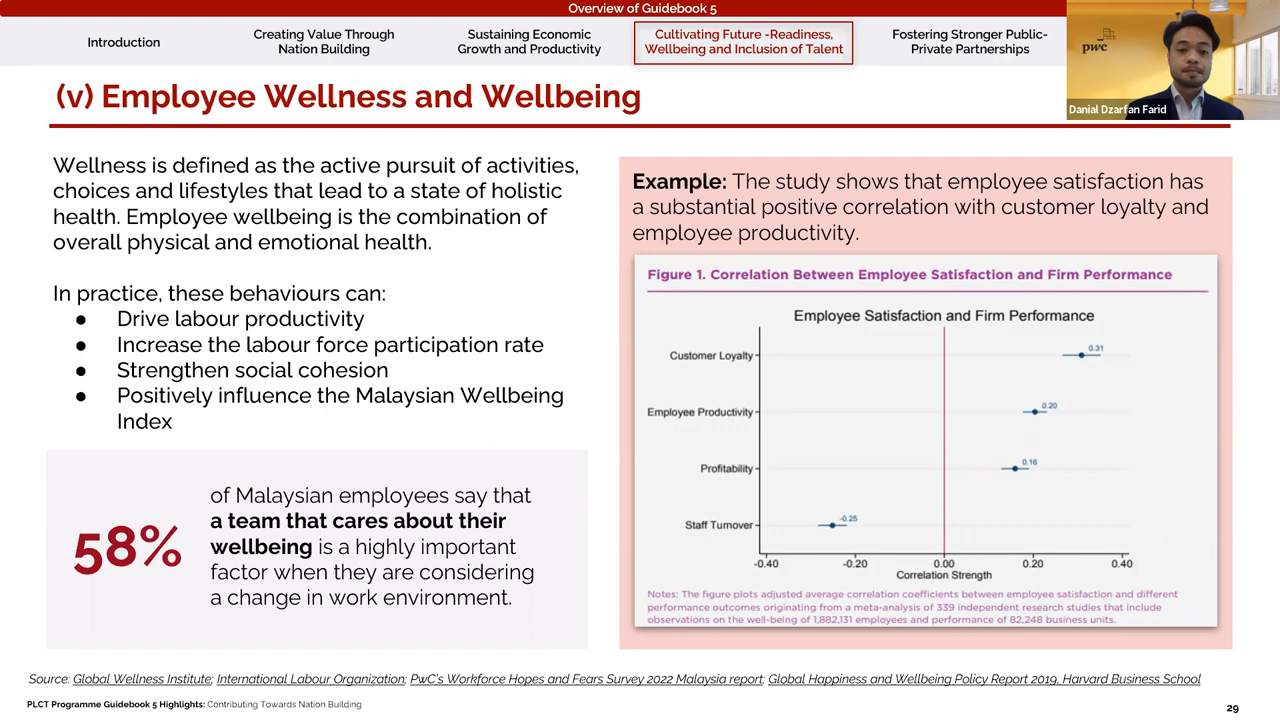 Overview of Guidebook 5
Introduction
Creating Value Through
Nation Building
Sustaining Economic
Growth and Productivity
Cultivating Future -Readiness,
Wellbeing and Inclusion of Talent
Fostering Stronger Public-
Private Partnerships
pwc
Danial Dzarfan Farid
(v) Employee Wellness and Wellbeing
Wellness is defined as the active pursuit of activities,
choices and lifestyles that lead to a state of holistic
health. Employee wellbeing is the combination of
overall physical and emotional health.
In practice, these behaviours can:
● Drive labour productivity
● Increase the labour force participation rate
● Strengthen social cohesion
● Positively influence the Malaysian Wellbeing
Index
58%
of Malaysian employees say that
a team that cares about their
wellbeing is a highly important
factor when they are considering
a change in work environment.
Example: The study shows that employee satisfaction has
a substantial positive correlation with customer loyalty and
employee productivity.
Figure 1. Correlation Between Employee Satisfaction and Firm Performance
Employee Satisfaction and Firm Performance
Customer Loyalty
0.31
Employee Productivity
0.20
Profitability
0.16
Staff Turnover
-0.25
-0.40 -0.20 0.00 0.20 0.40
Correlation Strength
Notes: The figure plots adjusted average correlation coefficients between employee satisfaction and different
performance outcomes originating from a meta-analysis of 339 independent research studies that include
observations on the well-being of 1,882,131 employees and performance of 82,248 business units.
Source: Global Wellness Institute; International Labour Organization; PwC's Workforce Hopes and Fears Survey 2022 Malaysia report; Global Happiness and Wellbeing Policy Report 2019, Harvard Business School
PLCT Programme Guidebook 5 Highlights: Contributing Towards Nation Building
29